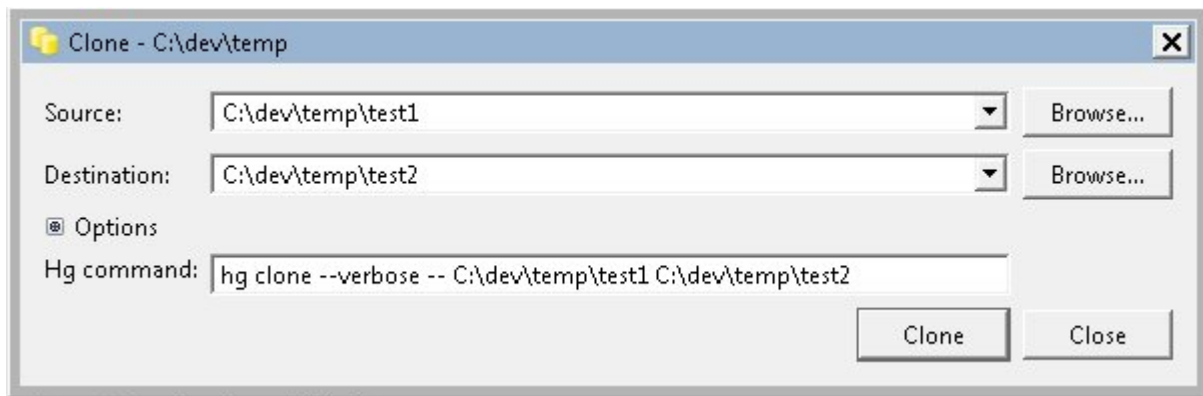 Clone - C:\dev\temp
Source: C:\dev\temp\test1 Browse...
Destination: C:\dev\temp\test2 Browse...
Options
Hg command: hg clone --verbose -- C:\dev\temp\test1 C:\dev\temp\test2
Clone Close